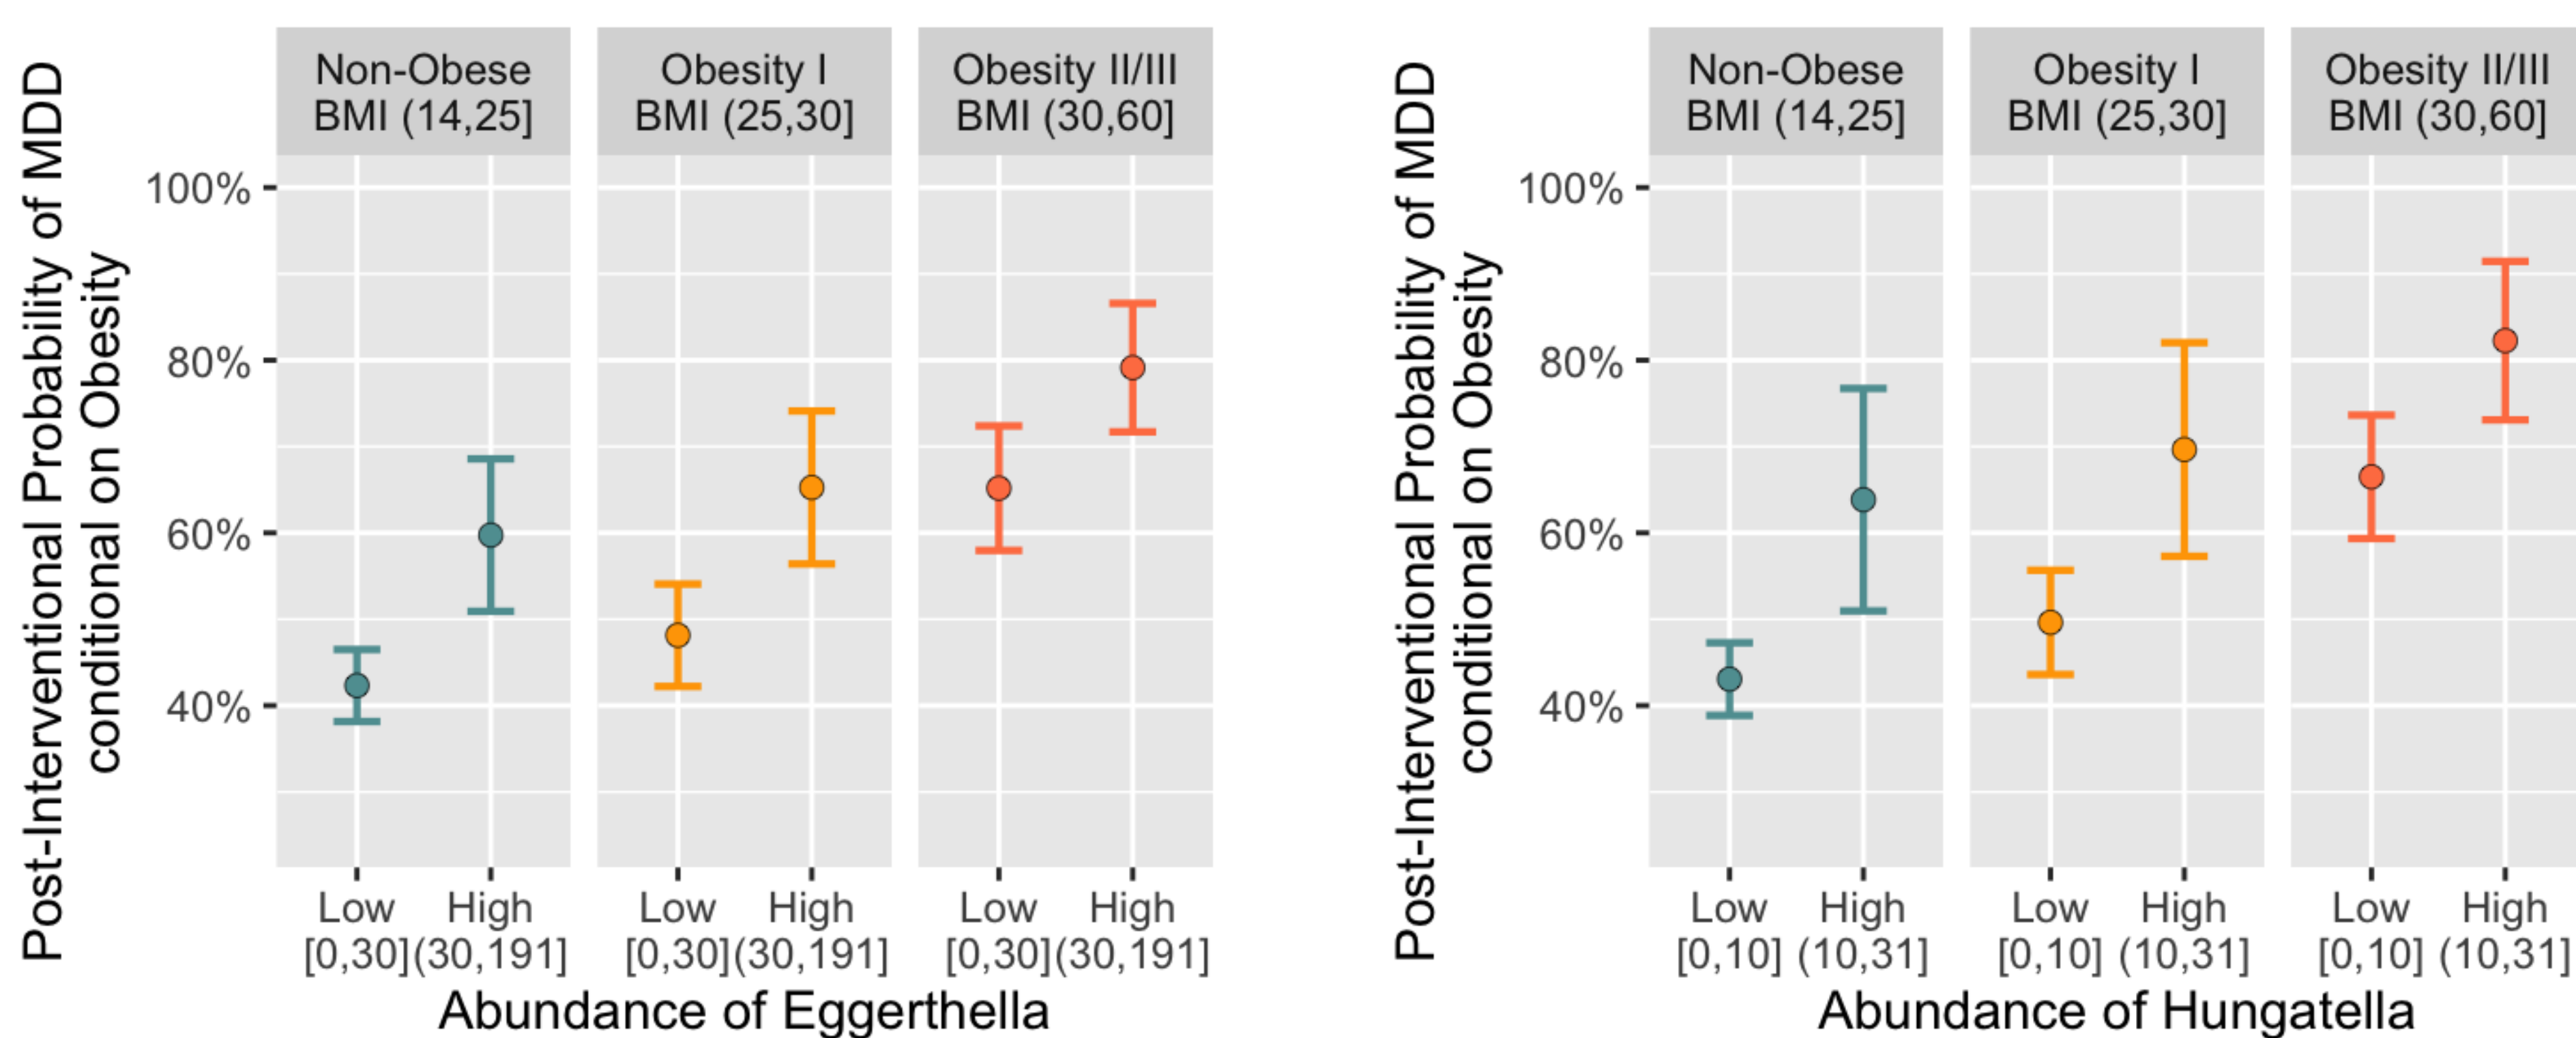 Post-Interventional Probability of MDD
conditional on Obesity
Non-Obese
BMI (14,25]
Obesity I
BMI (25,30]
Obesity II/III
BMI (30,60]
100%
80%
60%
40%
Low High Low High Low High
[0,30] (30,191] [0,30] (30,191] [0,30] (30,191]
Abundance of Eggerthella
Post-Interventional Probability of MDD
conditional on Obesity
Non-Obese
BMI (14,25]
Obesity I
BMI (25,30]
Obesity II/III
BMI (30,60]
100%
80%
60%
40%
Low High Low High Low High
[0,10] (10,31] [0,10] (10,31] [0,10] (10,31]
Abundance of Hungatella